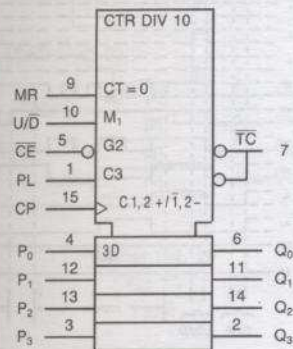 CTR DIV 10
MR 9 CT=0
U/D̅ 10 M₁
C̅E̅ 5 G2
PL 1 C3
CP 15 C1,2+/1̅,2-
T̅C̅ 7
P₀ 4 3D 6 Q₀
P₁ 12 11 Q₁
P₂ 13 14 Q₂
P₃ 3 2 Q₃